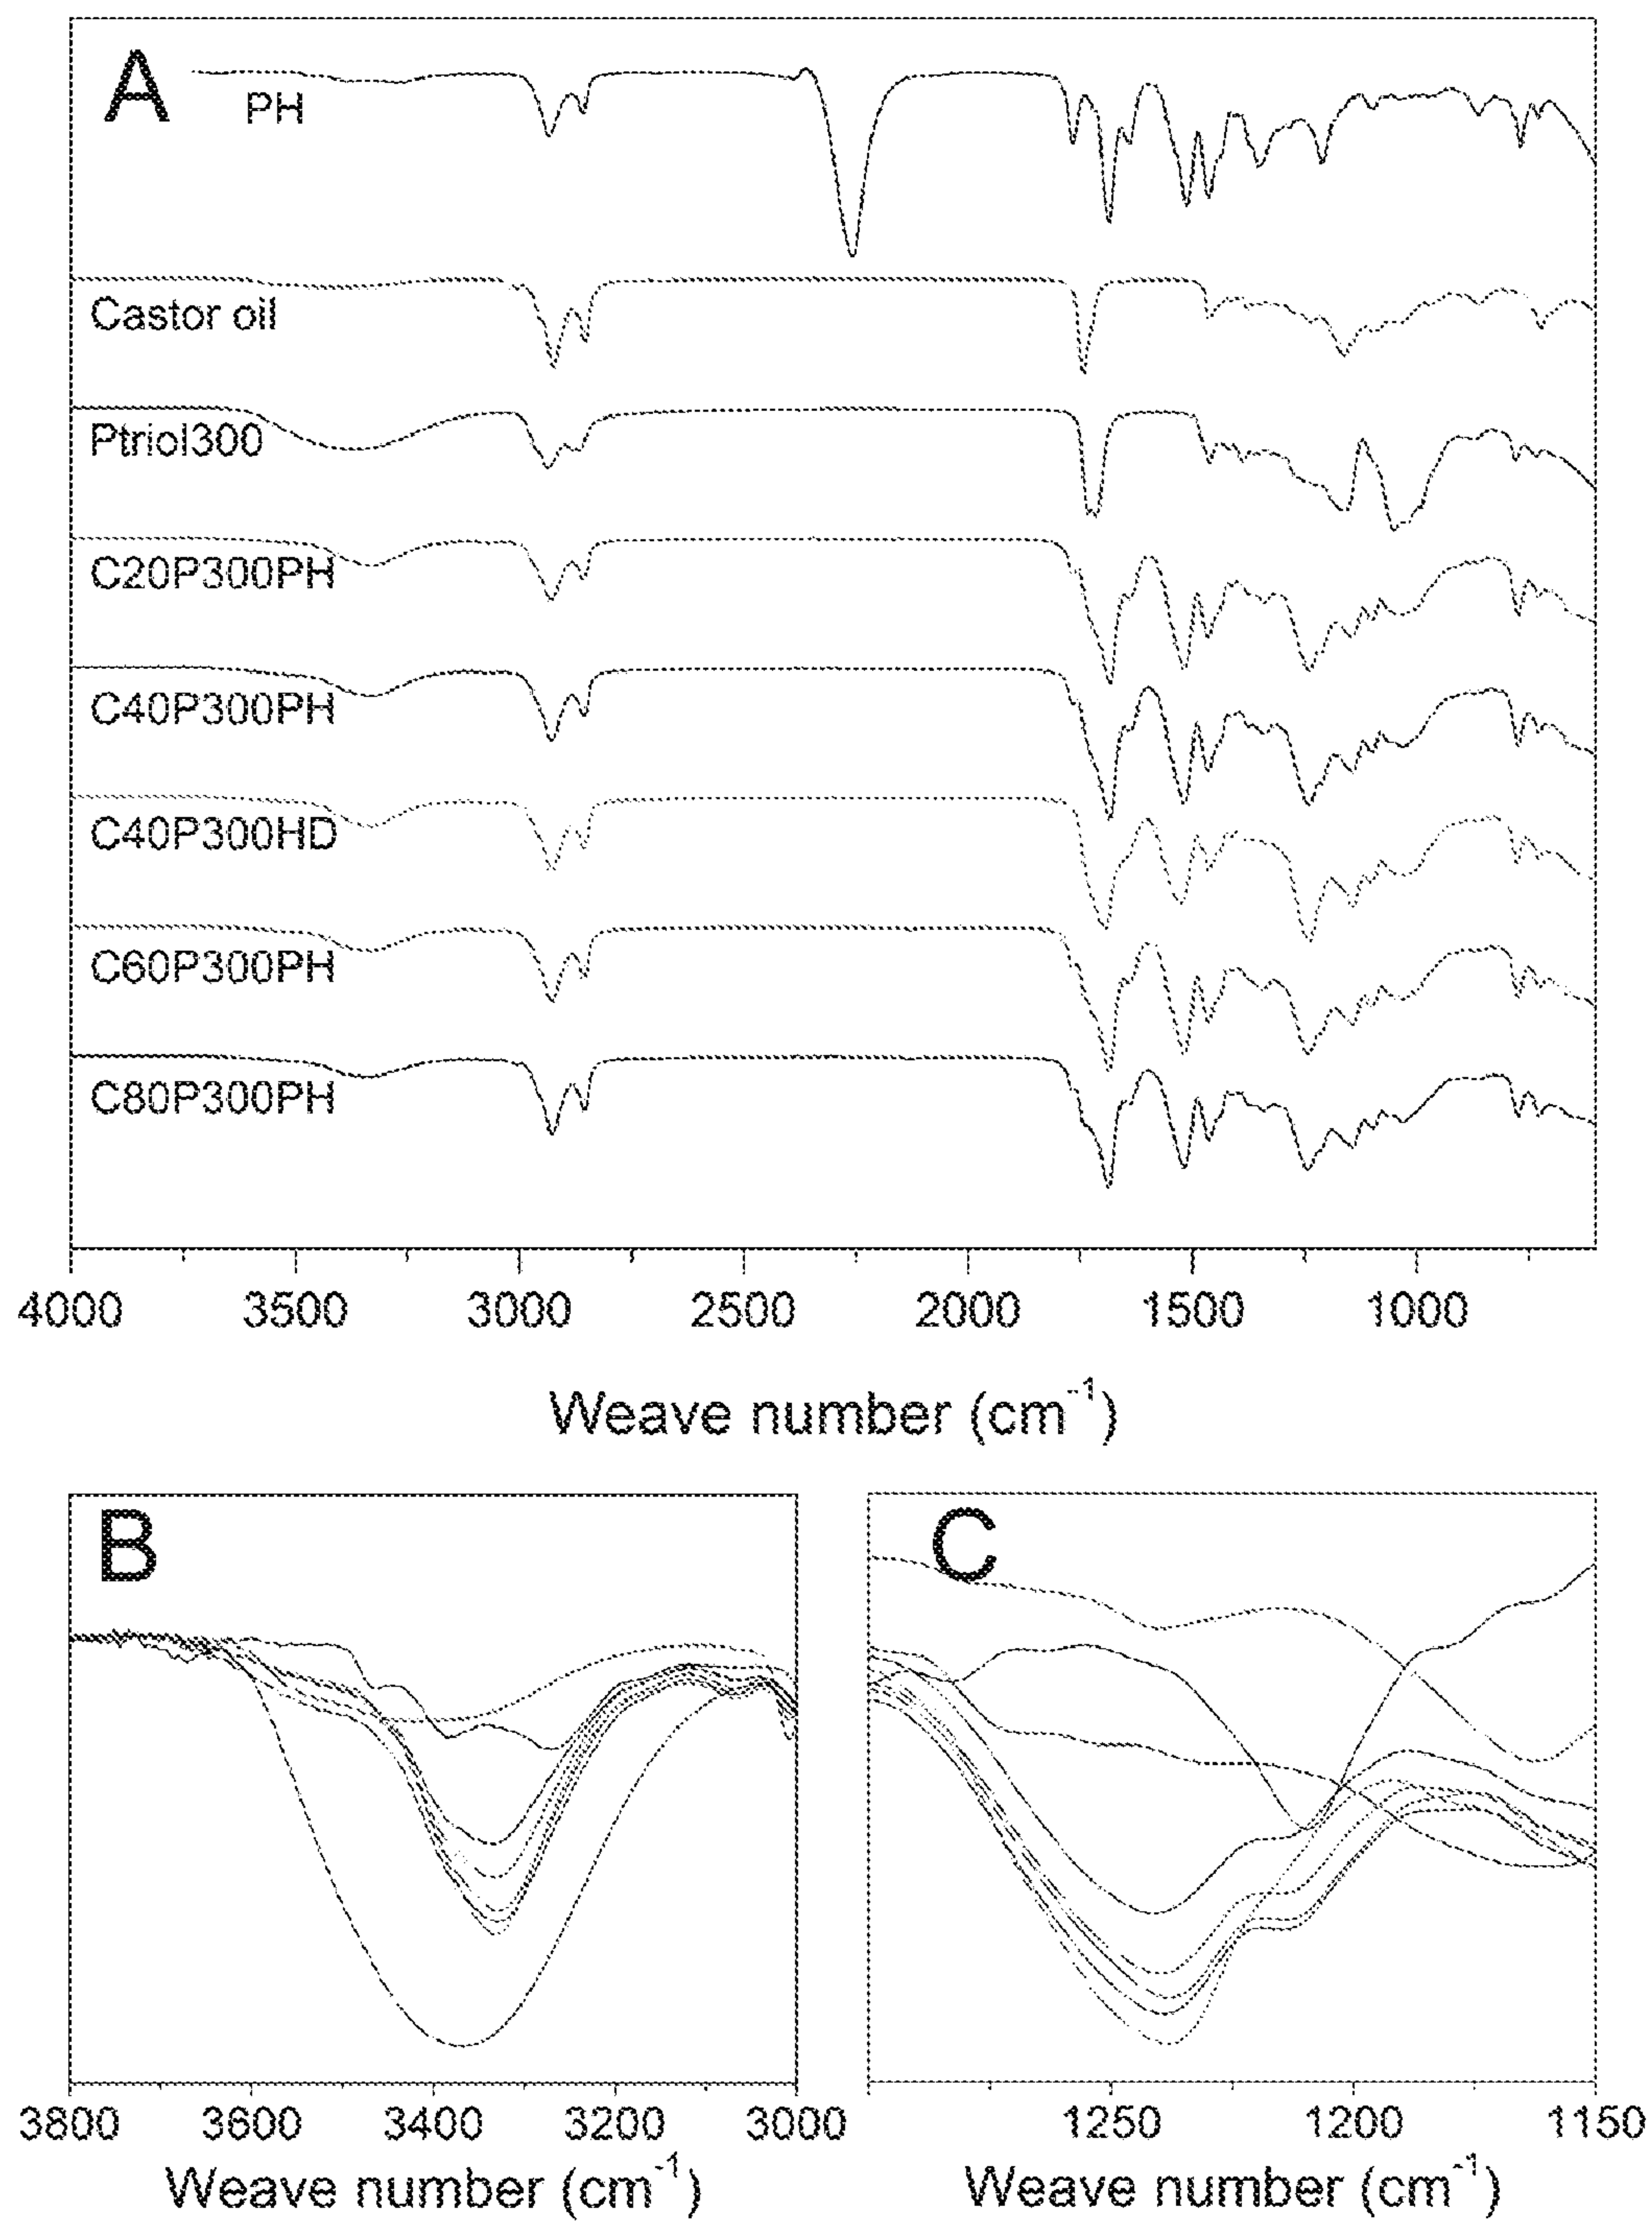 A
PH
Castor oil
Ptriol300
C20P300PH
C40P300PH
C40P300HD
C60P300PH
C80P300PH
4000 3500 3000 2500 2000 1500 1000
Weave number (cm⁻¹)
B
C
3800 3600 3400 3200 3000
1250 1200 1150
Weave number (cm⁻¹)
Weave number (cm⁻¹)